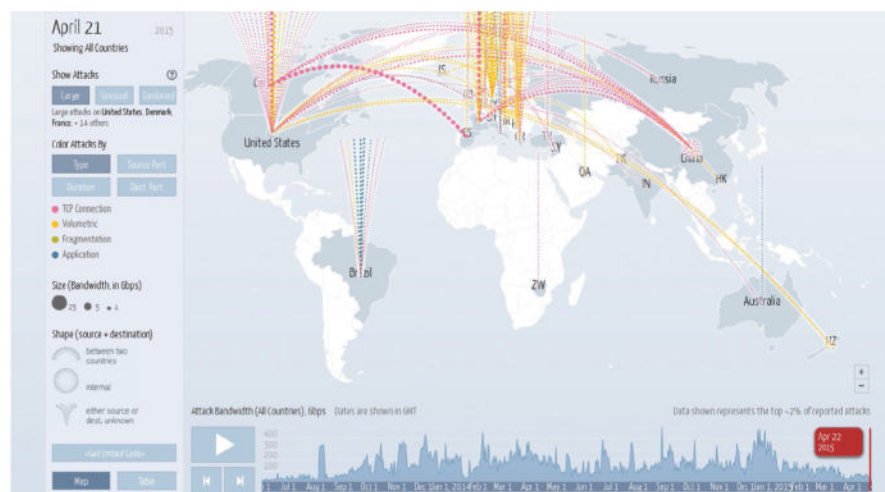 April 21 2015
Showing All Countries
Show Attacks
Large Unusual Combined
Large attacks on United States, Denmark,
France, + 14 others
Color Attacks By
Type Source Port
Duration Dest. Port
TCP Connection
Volumetric
Fragmentation
Application
Size (Bandwidth, in Gbps)
25 5 1
Shape (source + destination)
between two
countries
internal
either source or
dest. unknown
<Get Embed Code>
Map Table
IS
Russia
United States
ES
GR
SY
China
QA
IN
HK
Brazil
ZW
Australia
NZ
+
−
Attack Bandwidth (All Countries), Gbps Dates are shown in GMT
Data shown represents the top ~2% of reported attacks
400
300
200
100
Apr 22
2015
Jul 1 Aug 1 Sep 1 Oct 1 Nov 1 Dec 1 Jan 1, 2014 Feb 1 Mar 1 Apr 1 May 1 Jun 1 Jul 1 Aug 1 Sep 1 Oct 1 Nov 1 Dec 1 Jan 1, 2015 Feb 1 Mar 1 Apr 1